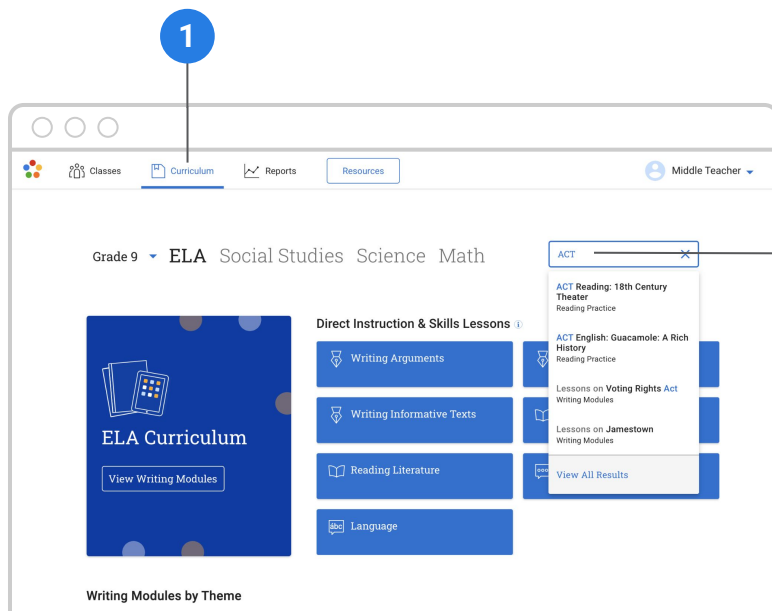 1
Classes
Curriculum
Reports
Resources
Middle Teacher
Grade 9
ELA
Social Studies
Science
Math
ACT
ACT Reading: 18th Century
Theater
Reading Practice
ACT English: Guacamole: A Rich
History
Reading Practice
Lessons on Voting Rights Act
Writing Modules
Lessons on Jamestown
Writing Modules
View All Results
ELA Curriculum
View Writing Modules
Direct Instruction & Skills Lessons
Writing Arguments
Writing Informative Texts
Reading Literature
abc Language
Writing Modules by Theme